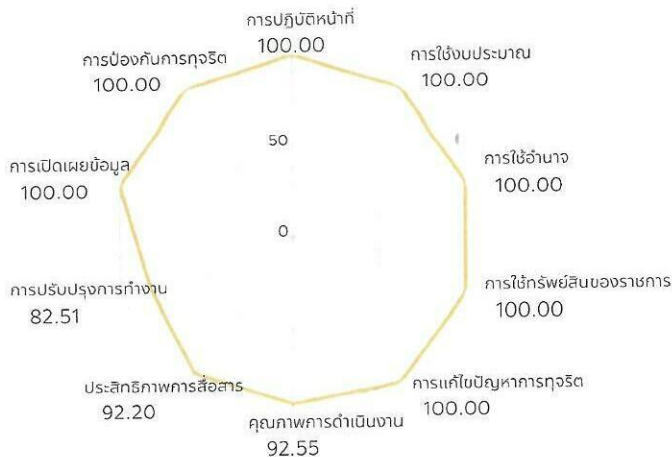 การปฏิบัติหน้าที่
100.00
การป้องกันการทุจริต
100.00
การใช้งบประมาณ
100.00
50
การเปิดเผยข้อมูล
100.00
การใช้อำนาจ
100.00
0
การปรับปรุงการทำงาน
82.51
การใช้ทรัพย์สินของราชการ
100.00
ประสิทธิภาพการสื่อสาร
92.20
การแก้ไขปัญหาการทุจริต
100.00
คุณภาพการดำเนินงาน
92.55